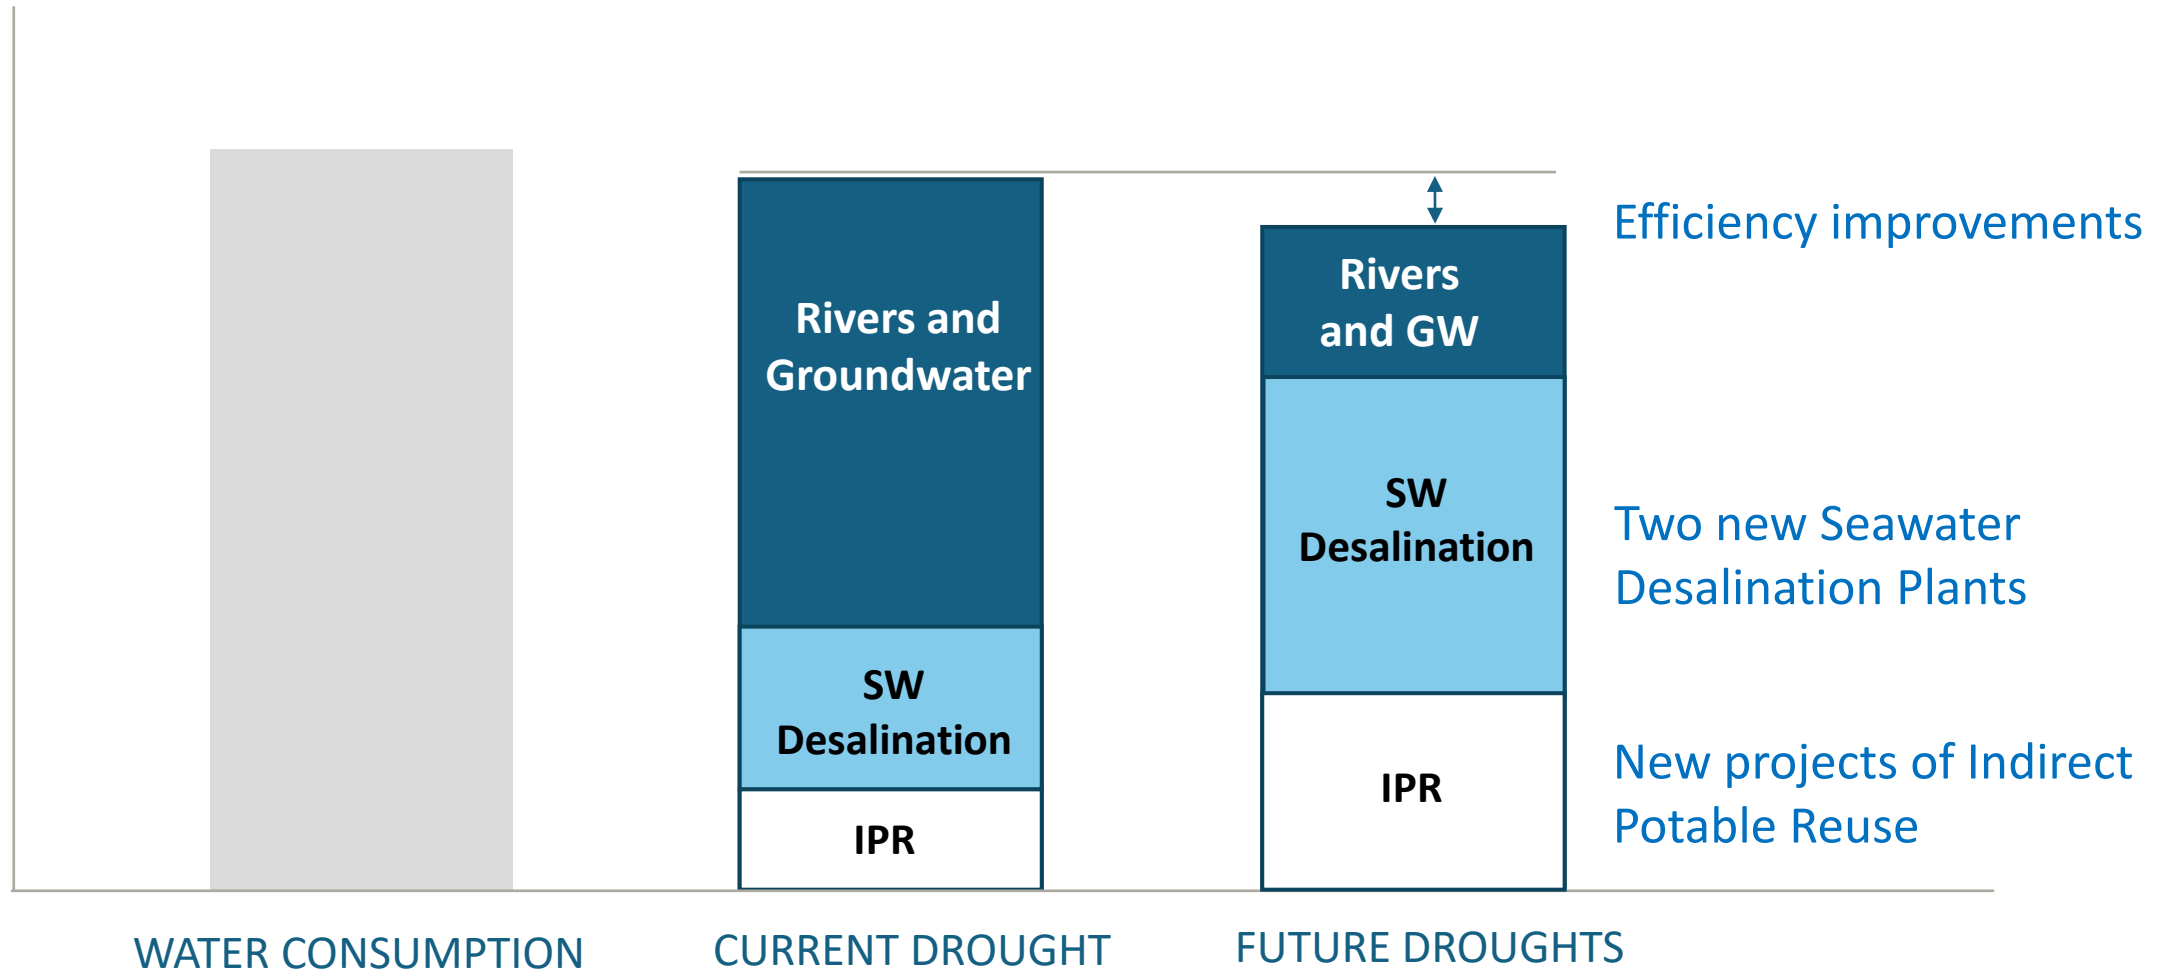 Rivers and
Groundwater
SW
Desalination
IPR
Rivers
and GW
SW
Desalination
IPR
Efficiency improvements
Two new Seawater
Desalination Plants
New projects of Indirect
Potable Reuse
WATER CONSUMPTION
CURRENT DROUGHT
FUTURE DROUGHTS